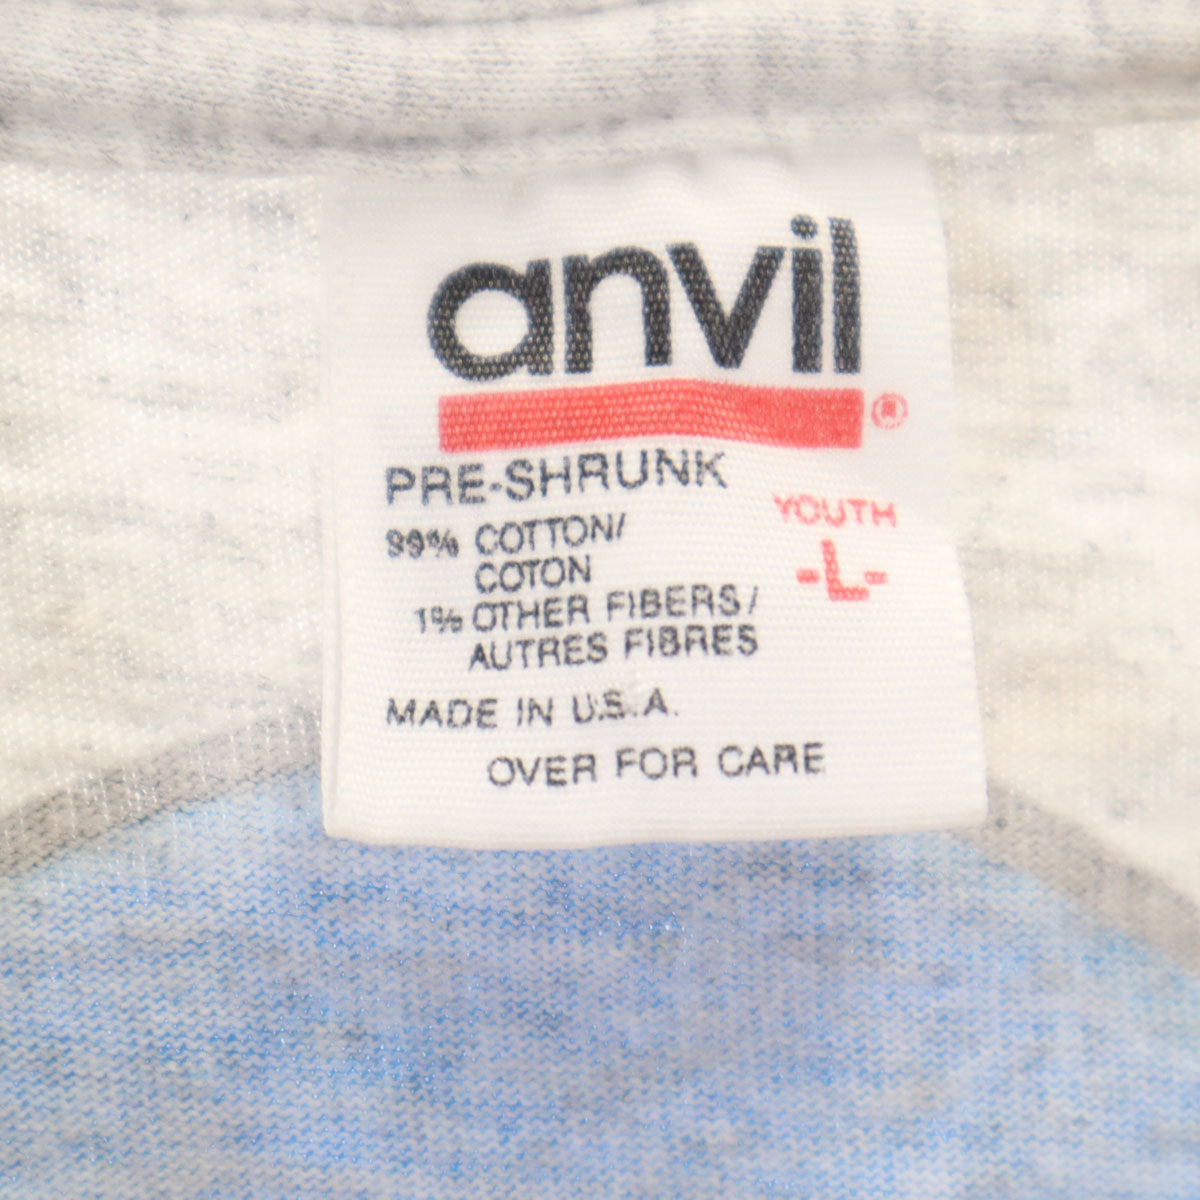 anvil®
PRE-SHRUNK
YOUTH
-L-
99% COTTON/
COTON
1% OTHER FIBERS/
AUTRES FIBRES
MADE IN U.S.A.
OVER FOR CARE